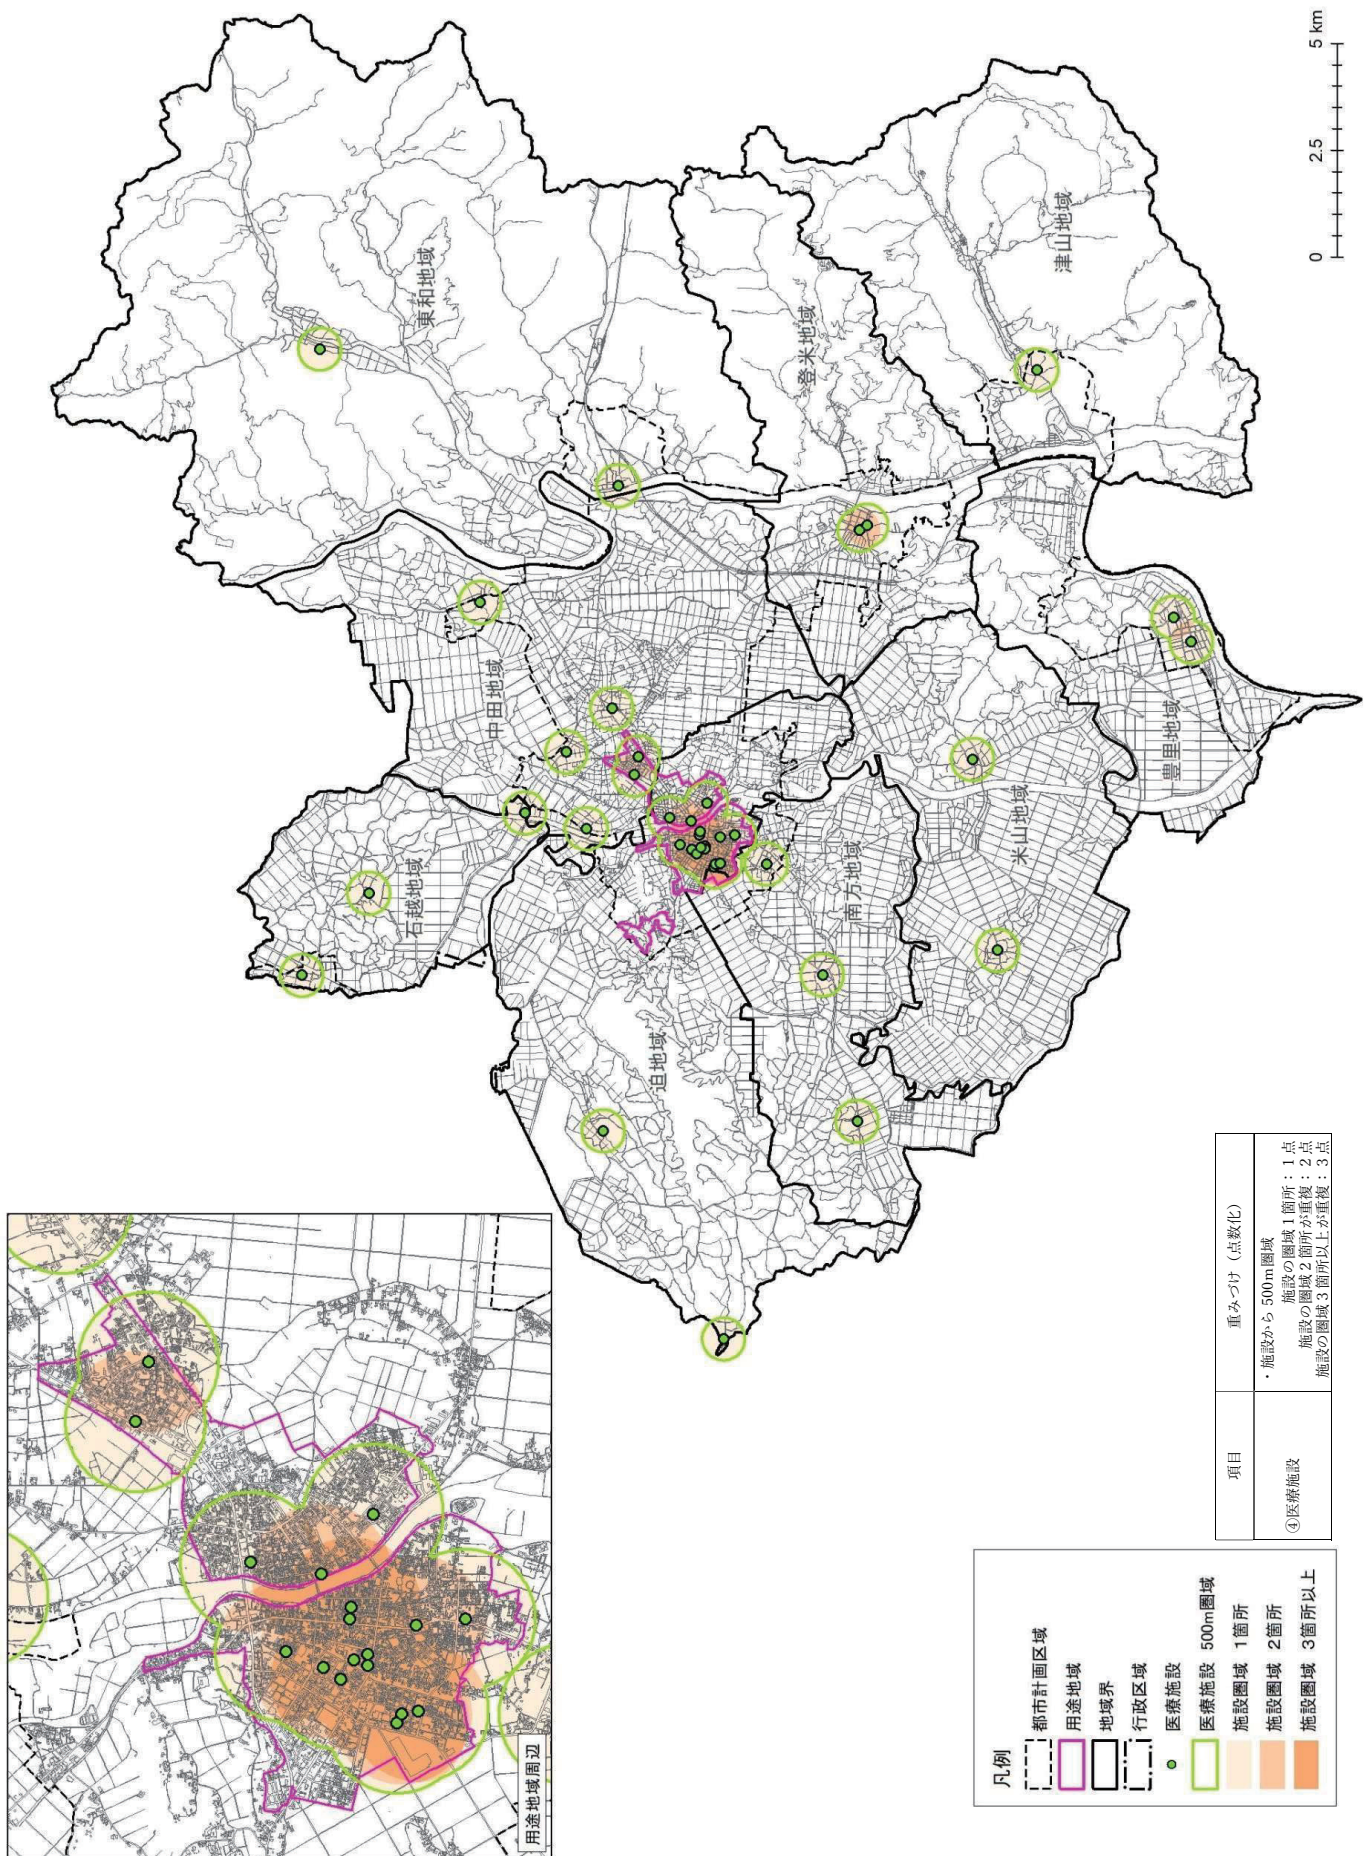 用途地域周辺
東和地域
登米地域
津山地域
中田地域
石越地域
迫地域
南方地域
米山地域
豊里地域
0 2.5 5 km
凡例
都市計画区域
用途地域
地域界
行政区域
医療施設
医療施設 500m圏域
施設圏域 1箇所
施設圏域 2箇所
施設圏域 3箇所以上
項目 重みづけ(点数化)
④医療施設
・施設から500m圏域
施設の圏域1箇所:1点
施設の圏域2箇所が重複:2点
施設の圏域3箇所以上が重複:3点